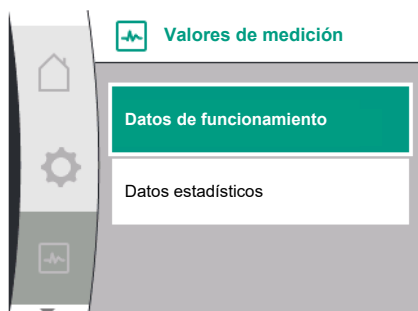 Valores de medición
Datos de funcionamiento
Datos estadísticos